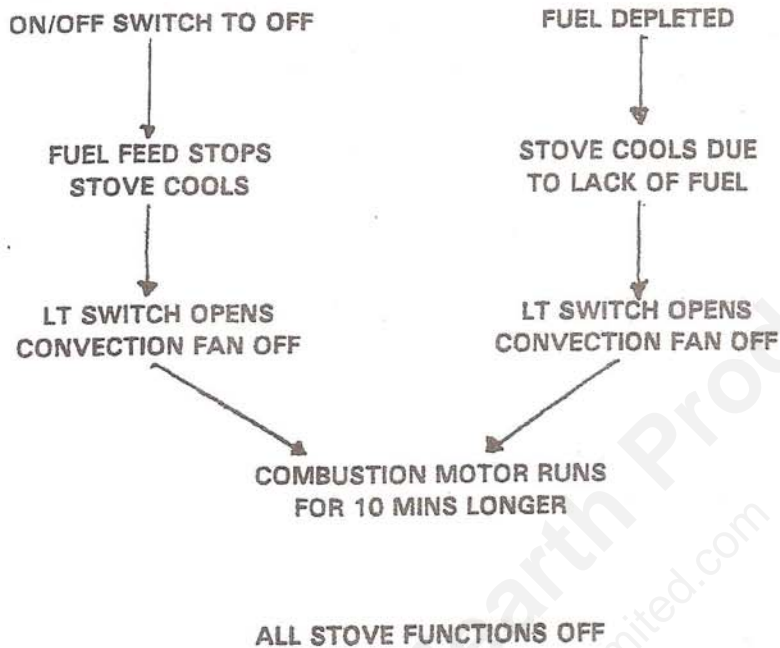 ON/OFF SWITCH TO OFF
FUEL FEED STOPS
STOVE COOLS
LT SWITCH OPENS
CONVECTION FAN OFF
FUEL DEPLETED
STOVE COOLS DUE
TO LACK OF FUEL
LT SWITCH OPENS
CONVECTION FAN OFF
COMBUSTION MOTOR RUNS
FOR 10 MINS LONGER
ALL STOVE FUNCTIONS OFF